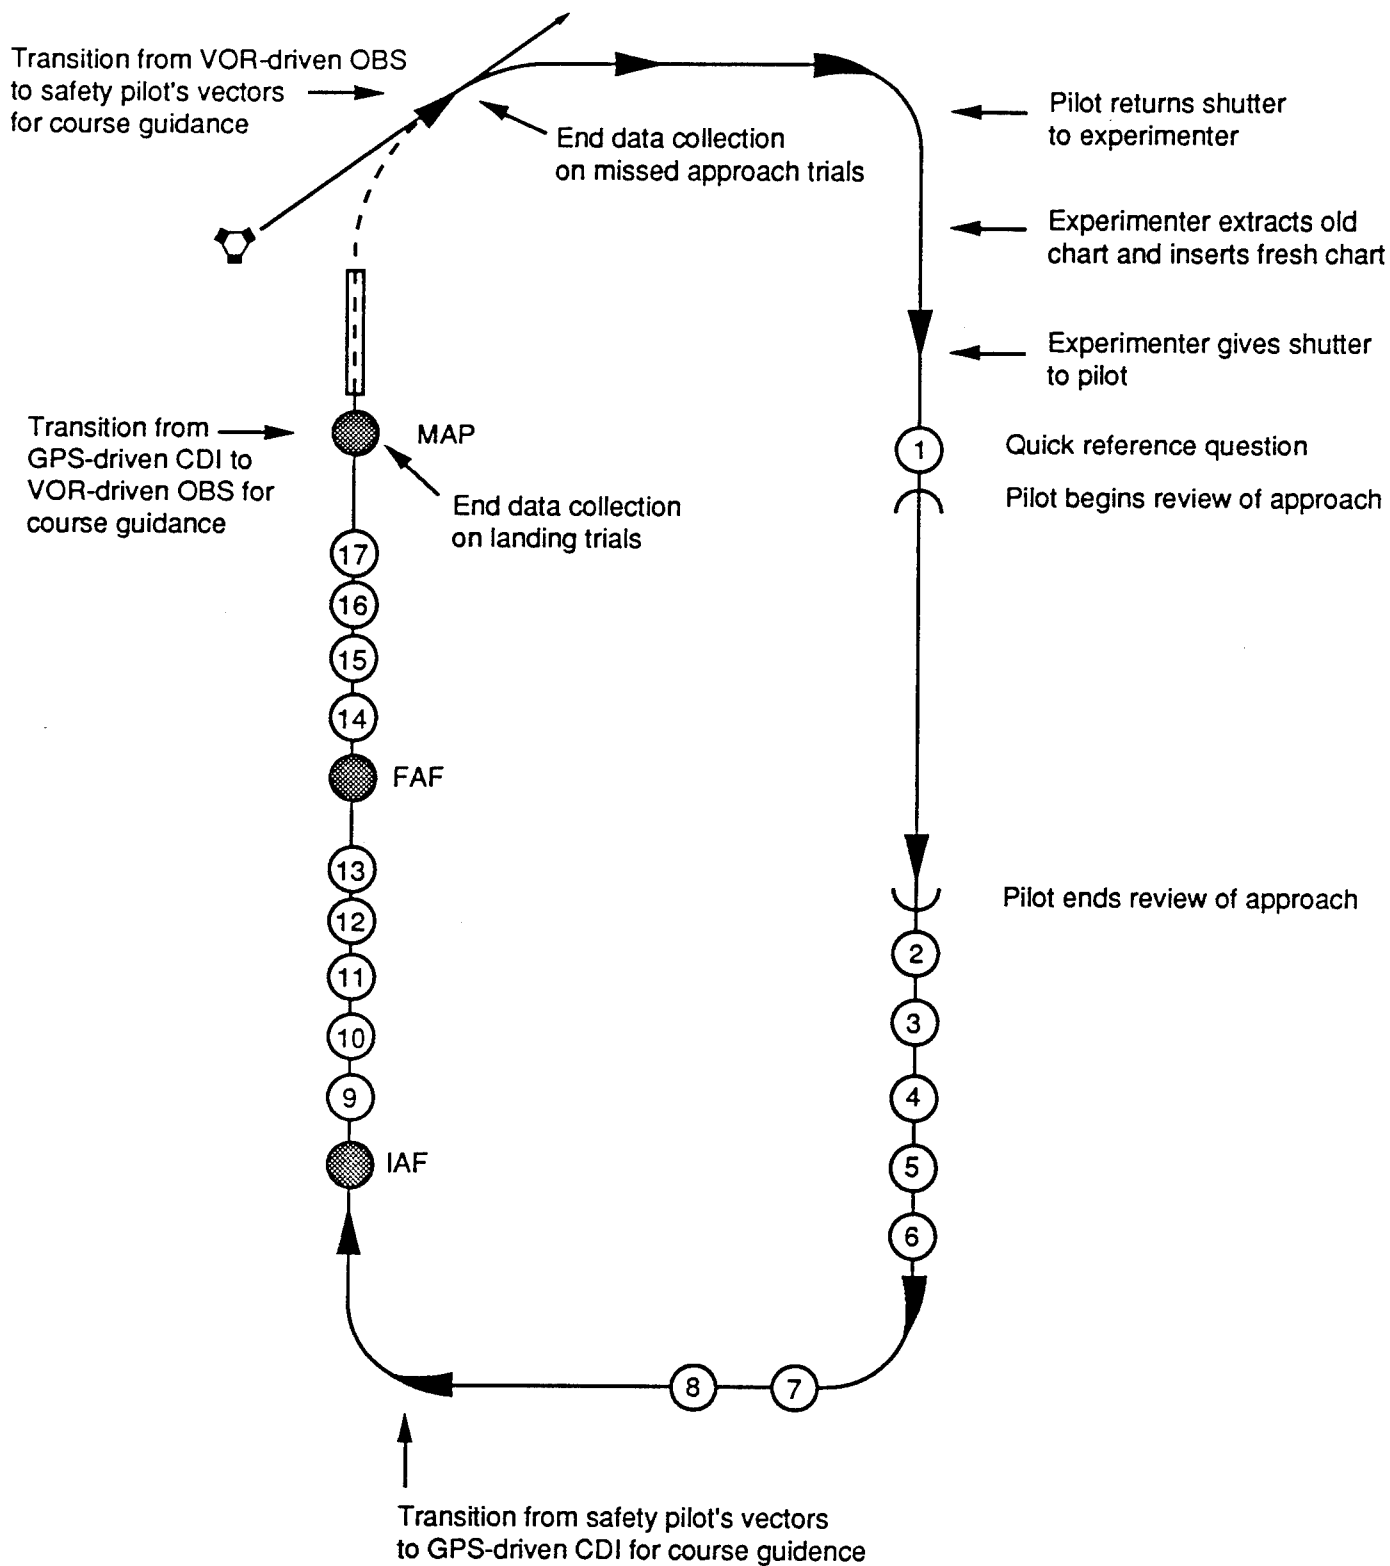 Transition from VOR-driven OBS
to safety pilot's vectors
for course guidance
End data collection
on missed approach trials
Pilot returns shutter
to experimenter
Experimenter extracts old
chart and inserts fresh chart
Experimenter gives shutter
to pilot
1
Quick reference question
Pilot begins review of approach
Transition from
GPS-driven CDI to
VOR-driven OBS for
course guidance
MAP
End data collection
on landing trials
17
16
15
14
FAF
13
12
11
10
9
IAF
Pilot ends review of approach
2
3
4
5
6
7
8
Transition from safety pilot's vectors
to GPS-driven CDI for course guidence